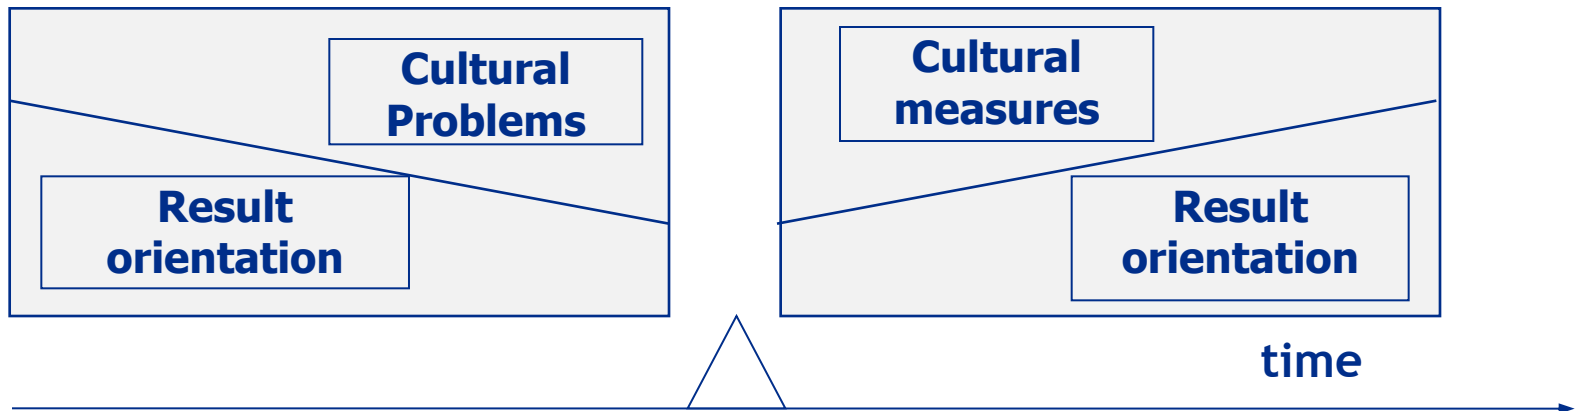 Cultural
Problems
Result
orientation
Cultural
measures
Result
orientation
time